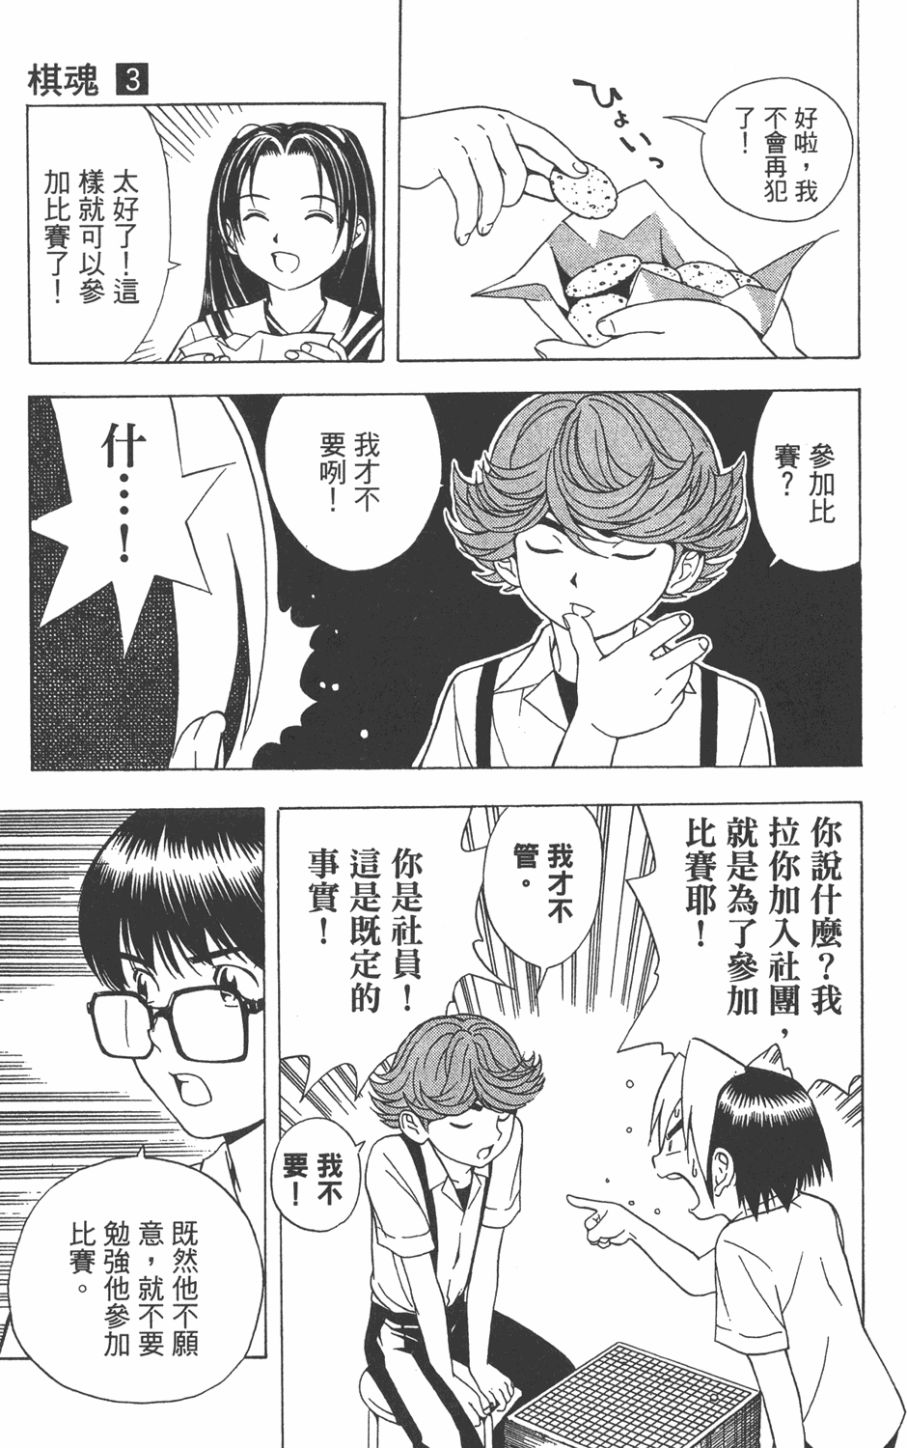 棋魂 3
好啦，我
不會再犯
了！
ひょいっ
太好了！這
樣就可以參
加比賽了！
參加比
賽？
我才不
要咧！
什…！
你說什麼？我
拉你加入社團，
就是為了參加
比賽耶！
我才不
管。
你是社員！
這是既定的
事實！
我不
要！
既然他不願
意，就不要
勉強他參加
比賽。